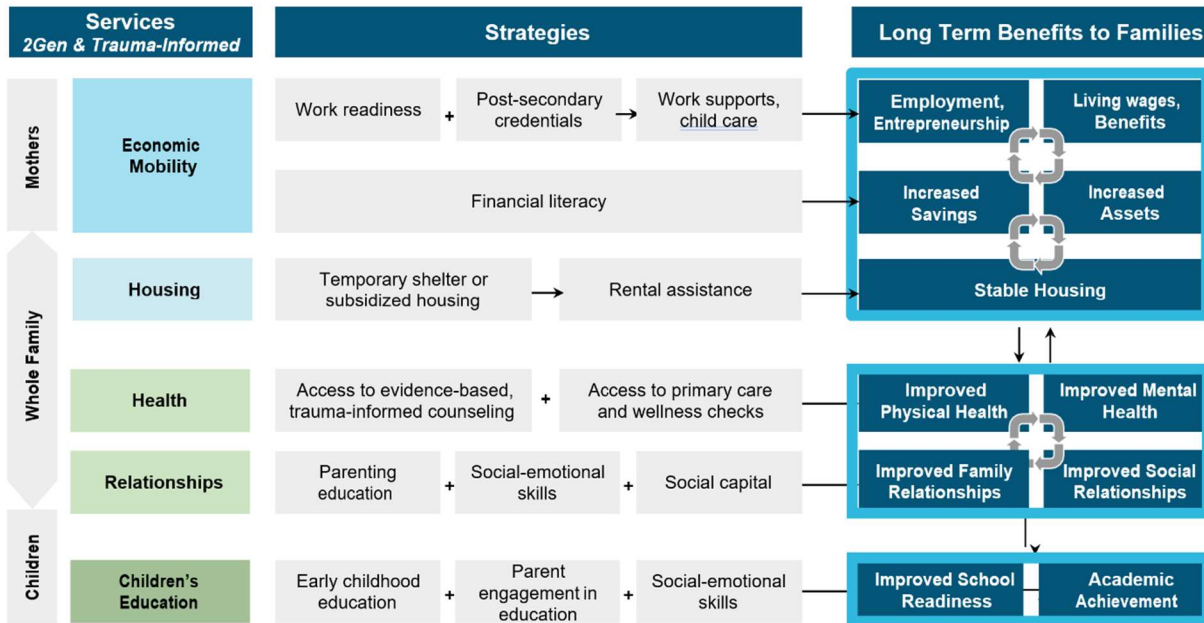 Services
2Gen & Trauma-Informed
Strategies
Long Term Benefits to Families
Mothers
Economic
Mobility
Work readiness
+
Post-secondary
credentials
Work supports,
child care
Employment,
Entrepreneurship
Living wages,
Benefits
Financial literacy
Increased
Savings
Increased
Assets
Whole Family
Housing
Temporary shelter or
subsidized housing
Rental assistance
Stable Housing
Health
Access to evidence-based,
trauma-informed counseling
+
Access to primary care
and wellness checks
Improved
Physical Health
Improved Mental
Health
Relationships
Parenting
education
+
Social-emotional
skills
+
Social capital
Improved Family
Relationships
Improved Social
Relationships
Children
Children’s
Education
Early childhood
education
+
Parent
engagement in
education
+
Social-emotional
skills
Improved School
Readiness
Academic
Achievement